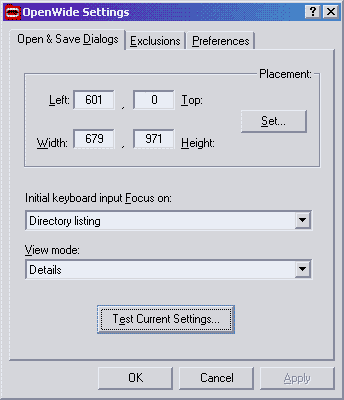 OpenWide Settings
Open & Save Dialogs Exclusions Preferences
Placement:
Left: 601 , 0 Top:
Set...
Width: 679 , 971 Height:
Initial keyboard input Focus on:
Directory listing
View mode:
Details
Test Current Settings...
OK Cancel Apply